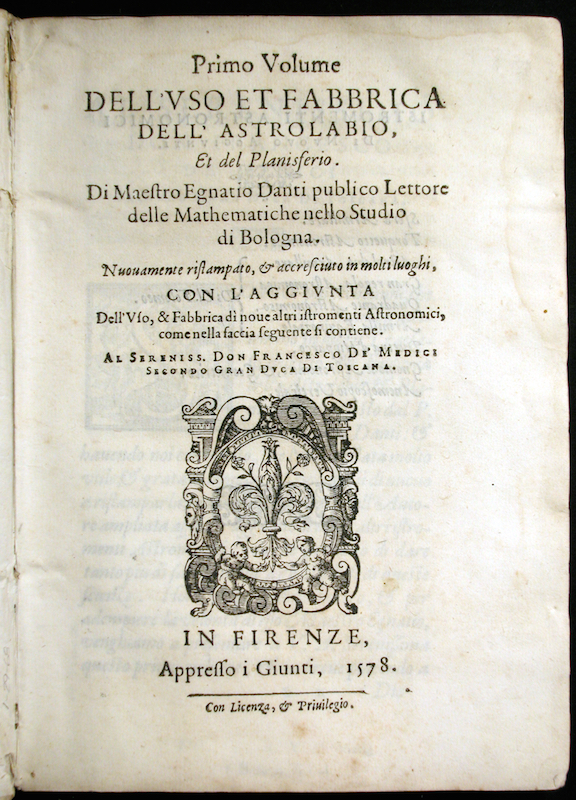 Primo Volume
DELL'VSO ET FABBRICA
DELL' ASTROLABIO,
Et del Planisferio.
Di Maeſtro Egnatio Danti publico Lettore
delle Mathematiche nello Studio
di Bologna.
Nuouamente riſtampato, & accreſciuto in molti luoghi,
CON L'AGGIVNTA
Dell'Vſo, & Fabbrica di noue altri iſtromenti Aſtronomici,
come nella faccia ſeguente ſi contiene.
AL SERENISS. DON FRANCESCO DE' MEDICI
SECONDO GRAN DVCA DI TOSCANA.
IN FIRENZE,
Appreſſo i Giunti, 1578.
Con Licenza, & Priuilegio.